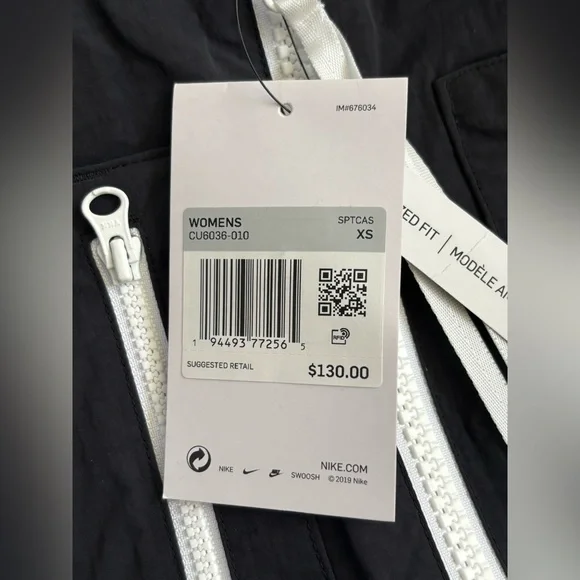 IM#676034
WOMENS SPTCAS
CU6036-010 XS
1 94493 77256 5
RFID
SUGGESTED RETAIL $130.00
NIKE SWOOSH
NIKE.COM
© 2019 Nike
FIT | MODÈLE